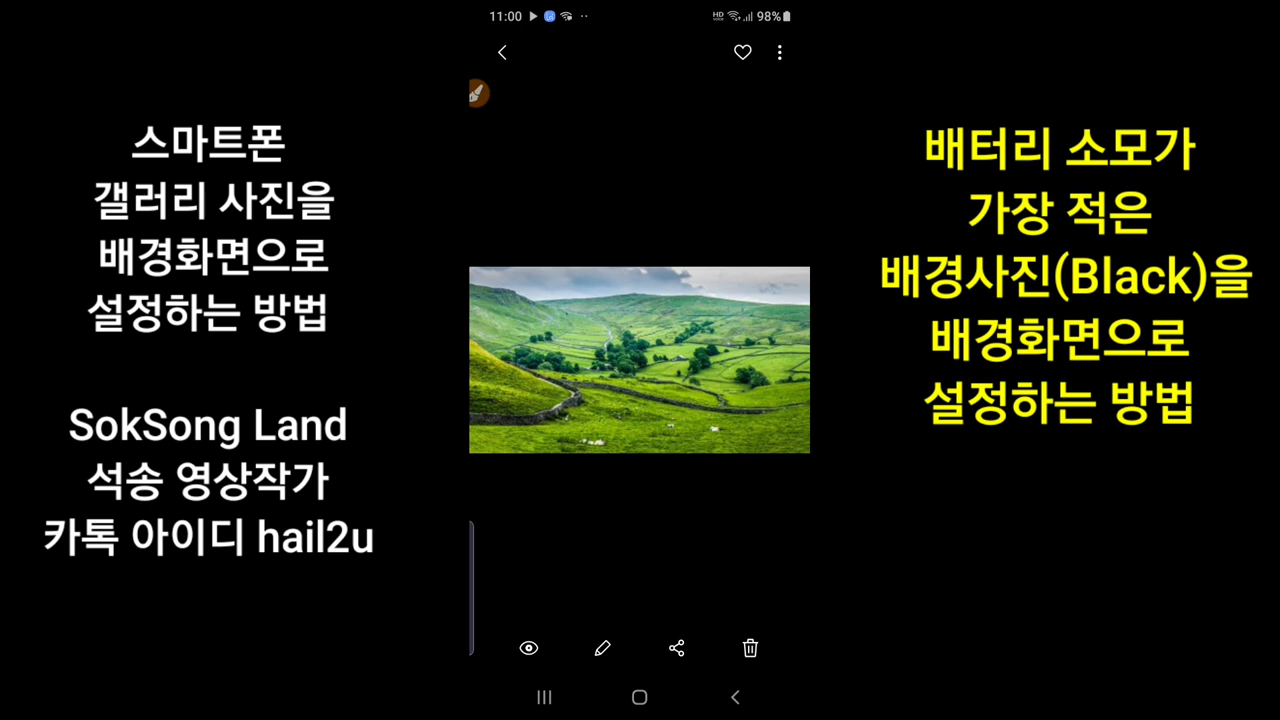 스마트폰
갤러리 사진을
배경화면으로
설정하는 방법
SokSong Land
석송 영상작가
카톡 아이디 hail2u
11:00
HD VOICE
98%
배터리 소모가
가장 적은
배경사진(Black)을
배경화면으로
설정하는 방법